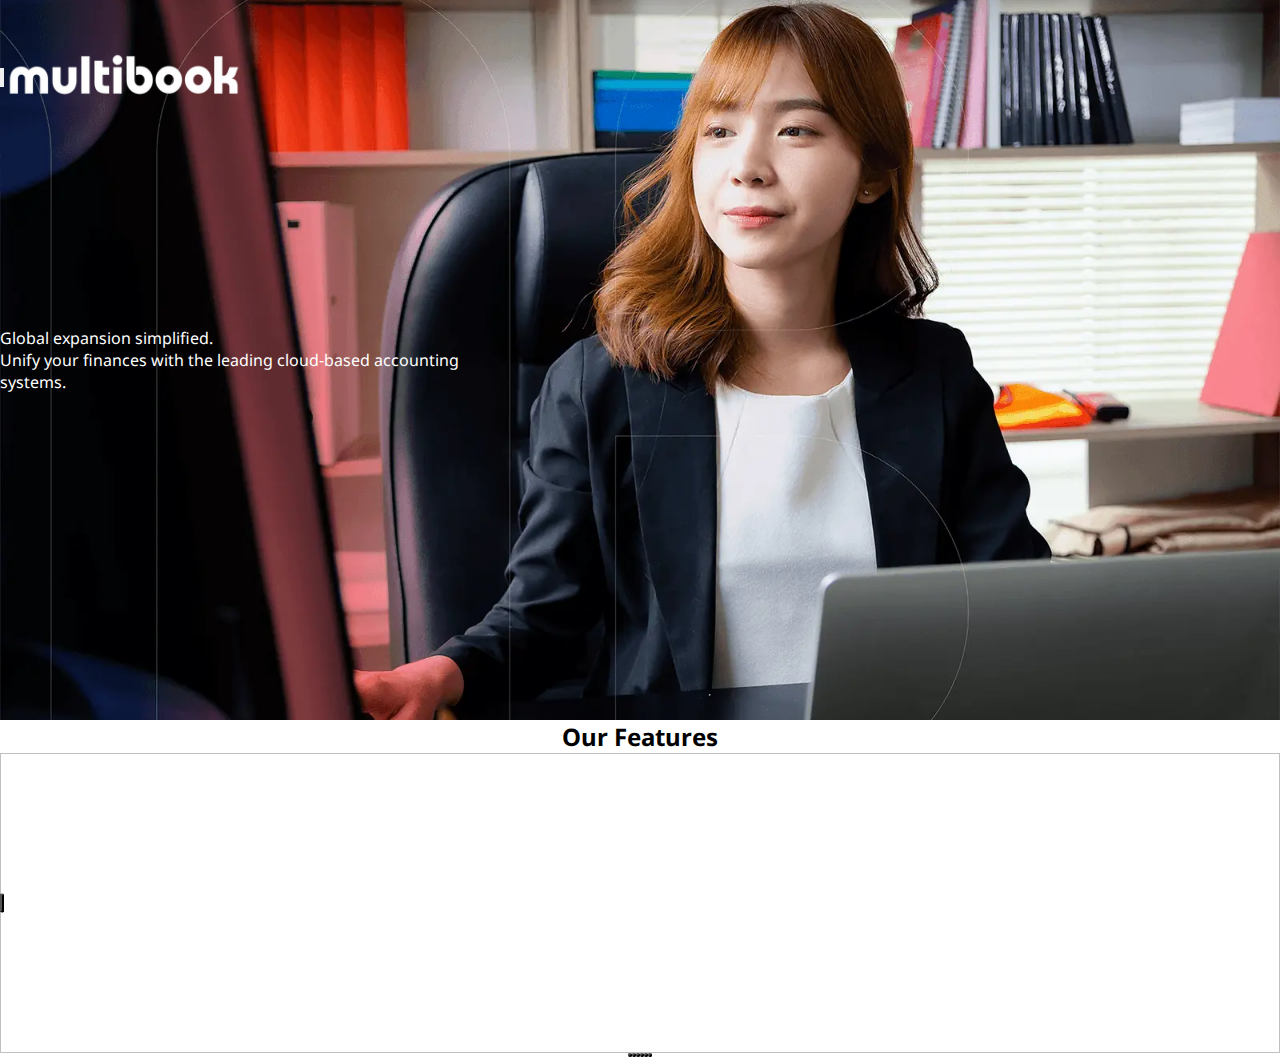 multibook
Global expansion simplified.
Unify your finances with the leading cloud-based accounting
systems.
Our Features